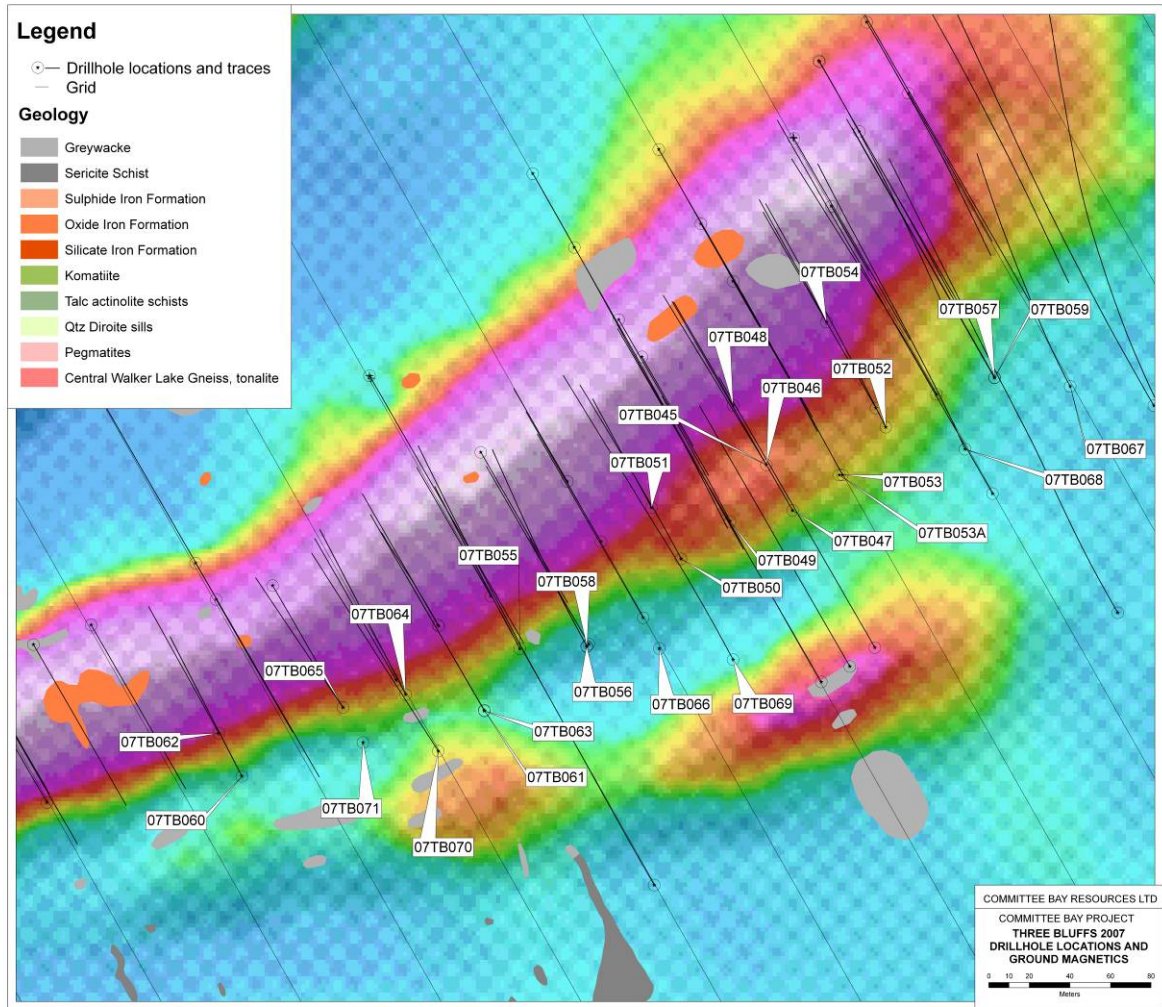 Legend
Drillhole locations and traces
Grid
Geology
Greywacke
Sericite Schist
Sulphide Iron Formation
Oxide Iron Formation
Silicate Iron Formation
Komatiite
Talc actinolite schists
Qtz Diroite sills
Pegmatites
Central Walker Lake Gneiss, tonalite
07TB054
07TB057
07TB059
07TB048
07TB052
07TB046
07TB045
07TB067
07TB051
07TB053
07TB068
07TB047
07TB053A
07TB055
07TB049
07TB058
07TB050
07TB064
07TB065
07TB056
07TB066
07TB069
07TB062
07TB063
07TB061
07TB071
07TB060
07TB070
COMMITTEE BAY RESOURCES LTD
COMMITTEE BAY PROJECT
THREE BLUFFS 2007
DRILLHOLE LOCATIONS AND
GROUND MAGNETICS
0 10 20 40 60 80
Meters